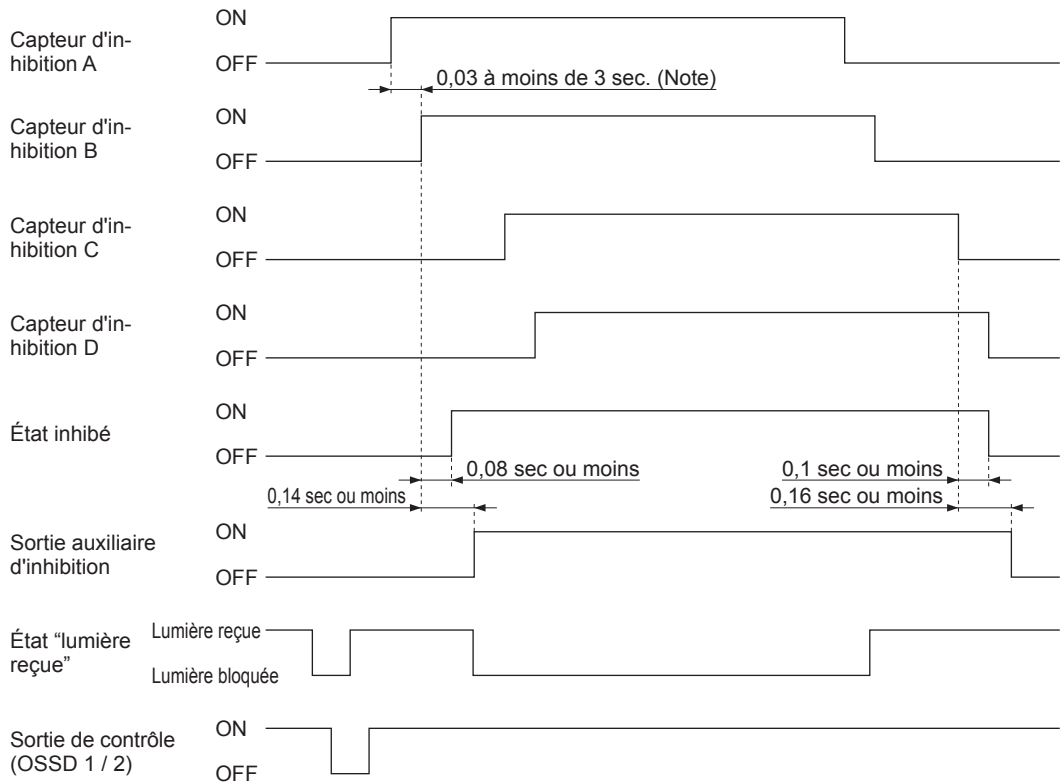 ON
Capteur d'in-
hibition A
OFF
0,03 à moins de 3 sec. (Note)
ON
Capteur d'in-
hibition B
OFF
ON
Capteur d'in-
hibition C
OFF
ON
Capteur d'in-
hibition D
OFF
ON
État inhibé
OFF
0,08 sec ou moins
0,1 sec ou moins
0,14 sec ou moins
0,16 sec ou moins
ON
Sortie auxiliaire
d'inhibition
OFF
État “lumière
reçue”
Lumière reçue
Lumière bloquée
ON
Sortie de contrôle
(OSSD 1 / 2)
OFF